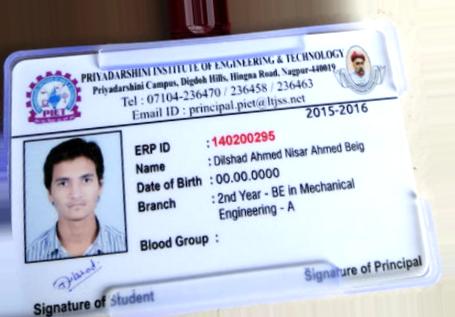 PRIYADARSHINI INSTITUTE OF ENGINEERING & TECHNOLOGY
Priyadarshini Campus, Digdoh Hills, Hingna Road, Nagpur-440019
Tel : 07104-236470 / 236458 / 236463
Email ID : principal.piet@ltjss.net
PIET
2015-2016
ERP ID : 140200295
Name : Dilshad Ahmed Nisar Ahmed Beig
Date of Birth : 00.00.0000
Branch : 2nd Year - BE in Mechanical
Engineering - A
Blood Group :
Dilshad
Signature of Student
Signature of Principal